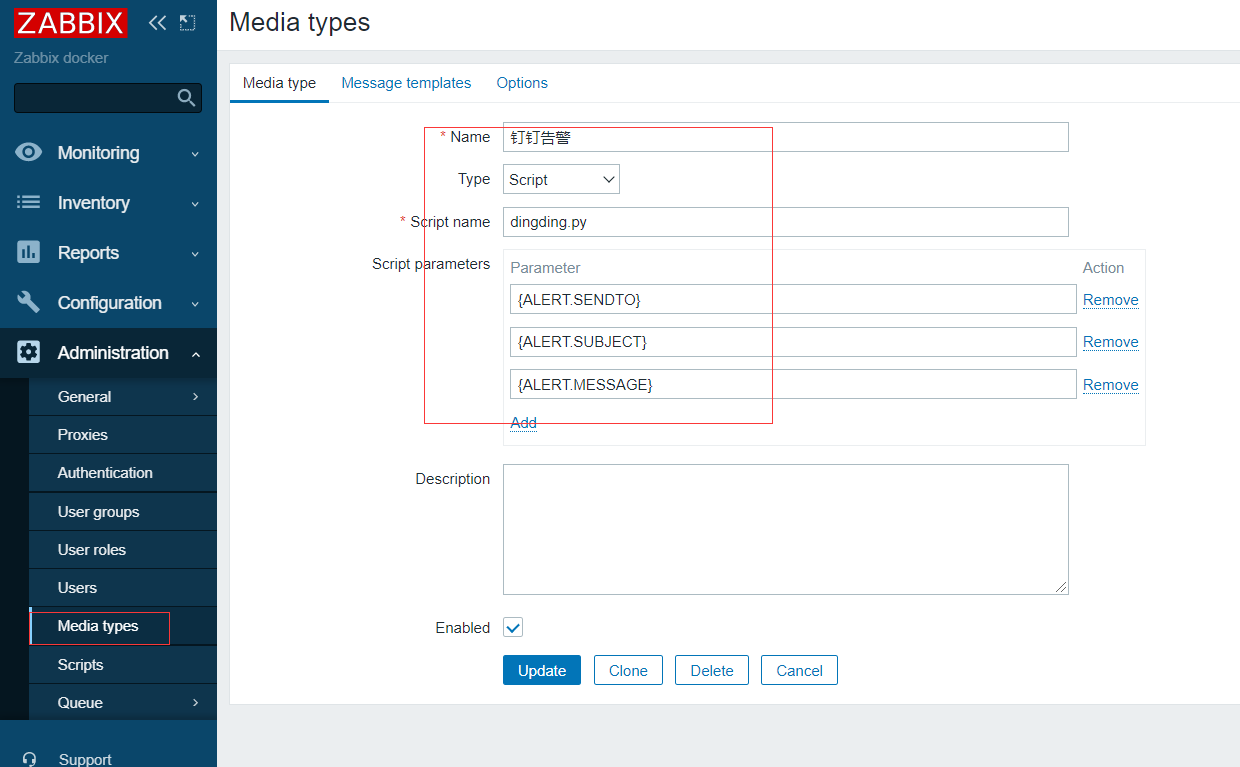 ZABBIX
Zabbix docker
Monitoring
Inventory
Reports
Configuration
Administration
General
Proxies
Authentication
User groups
User roles
Users
Media types
Scripts
Queue
Support
Media types
Media type Message templates Options
* Name 钉钉告警
Type Script
* Script name dingding.py
Script parameters Parameter Action
{ALERT.SENDTO} Remove
{ALERT.SUBJECT} Remove
{ALERT.MESSAGE} Remove
Add
Description
Enabled
Update Clone Delete Cancel